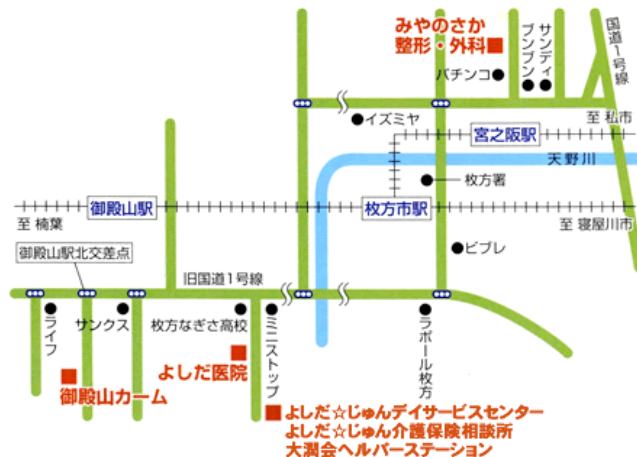 みやのさか
整形・外科
パチンコ
ブンブン
サンディ
国道1号線
イズミヤ
至 私市
宮之阪駅
天野川
枚方署
御殿山駅
枚方市駅
至 楠葉
至 寝屋川市
御殿山駅北交差点
ビブレ
旧国道1号線
ライフ
サンクス
枚方なぎさ高校
ミニストップ
ラポール枚方
よしだ医院
御殿山カーム
よしだ☆じゅんデイサービスセンター
よしだ☆じゅん介護保険相談所
大潤会ヘルパーステーション